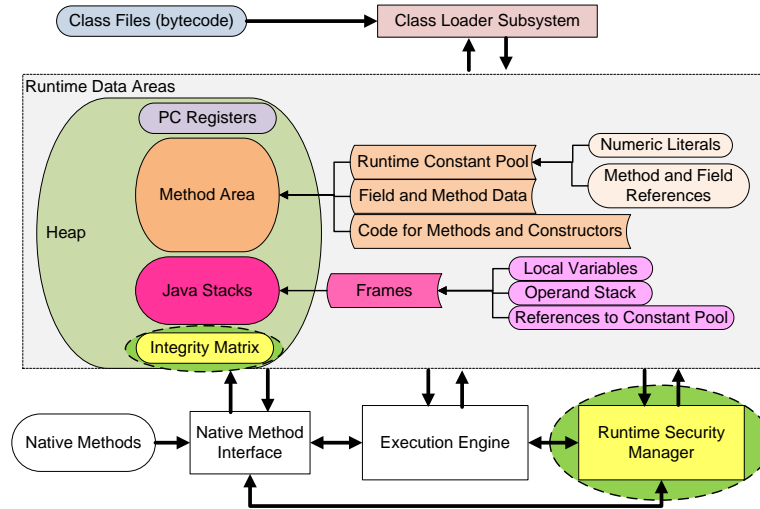 Class Files (bytecode)
Class Loader Subsystem
Runtime Data Areas
PC Registers
Heap
Method Area
Runtime Constant Pool
Field and Method Data
Code for Methods and Constructors
Numeric Literals
Method and Field
References
Java Stacks
Frames
Local Variables
Operand Stack
References to Constant Pool
Integrity Matrix
Native Methods
Native Method
Interface
Execution Engine
Runtime Security
Manager